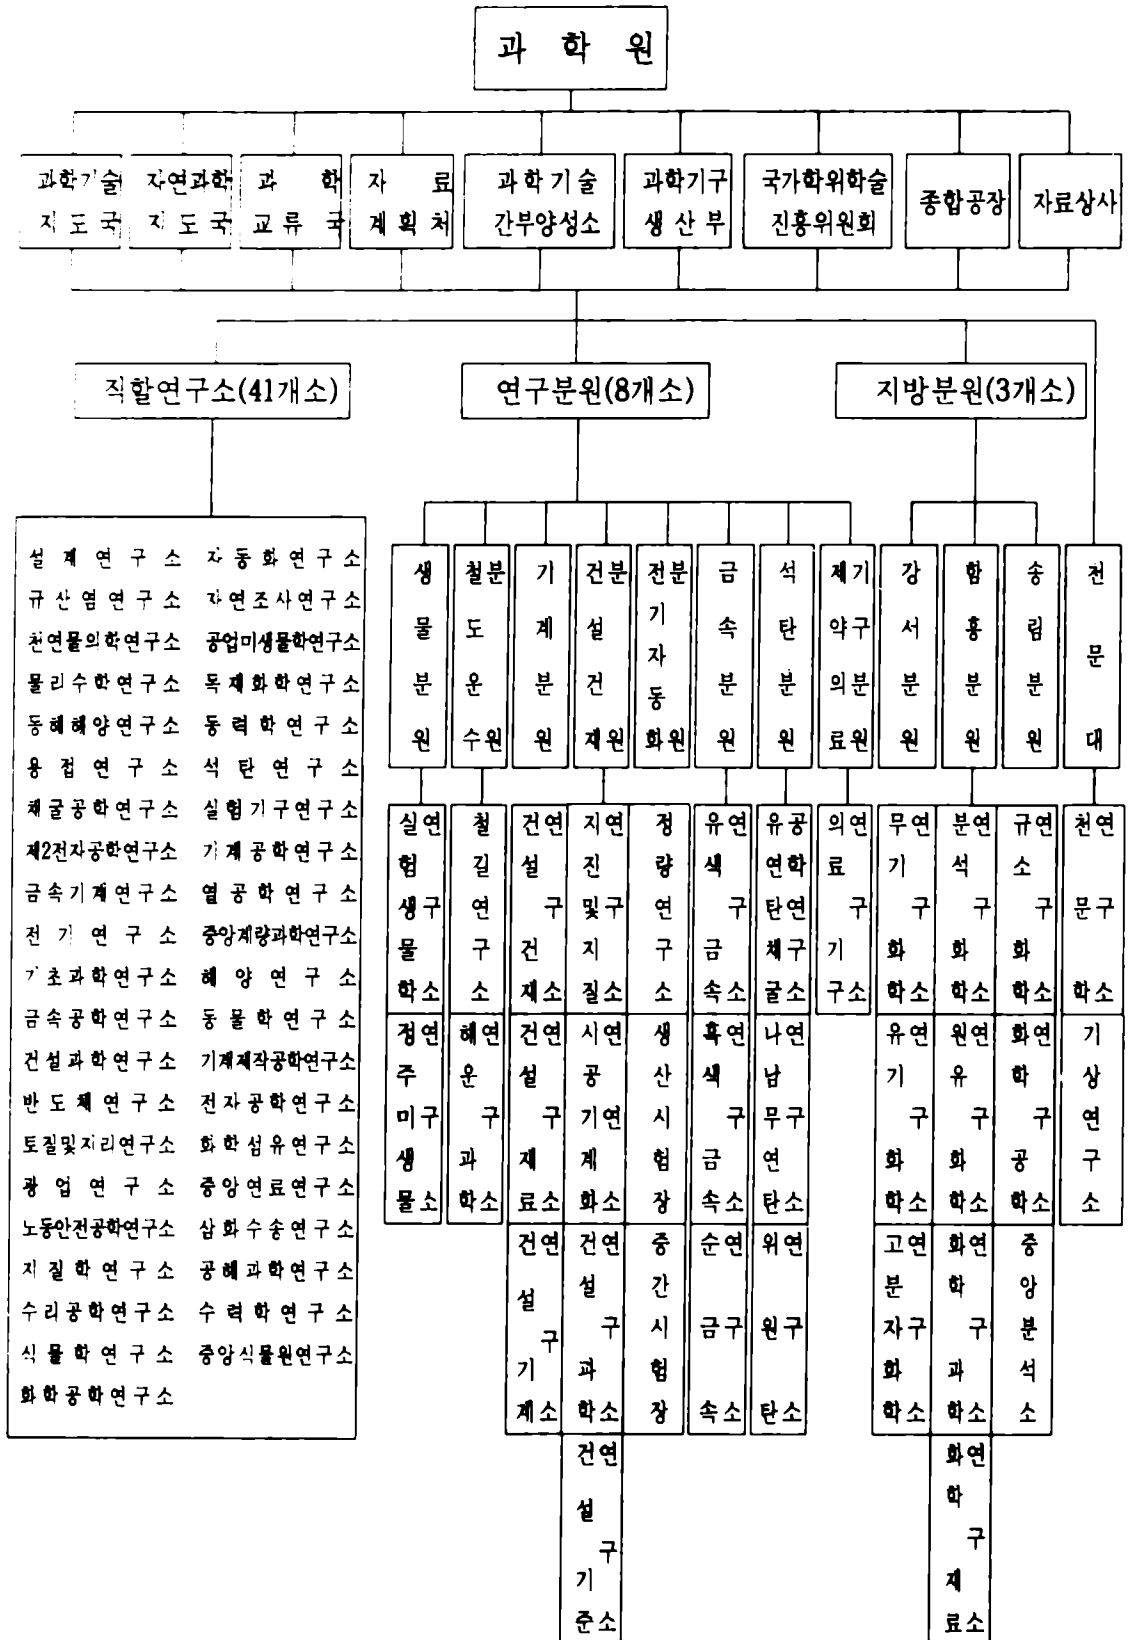 과학원
과학기술지도국
자연과학지도국
과학교류국
자료계획처
과학기술간부양성소
과학기구생산부
국가학위학술진흥위원회
종합공장
자료상사
직할연구소(41개소)
연구분원(8개소)
지방분원(3개소)
설계연구소 자동화연구소
규산염연구소 자연조사연구소
천연물의학연구소 공업미생물학연구소
물리수학연구소 목재화학연구소
동해해양연구소 동력학연구소
용접연구소 석탄연구소
채굴공학연구소 실험기구연구소
제2전자공학연구소 기계공학연구소
금속기계연구소 열공학연구소
전기연구소 중앙계량과학연구소
기초과학연구소 해양연구소
금속공학연구소 동물학연구소
건설과학연구소 기계제작공학연구소
반도체연구소 전자공학연구소
토질및지리연구소 화학섬유연구소
광업연구소 중앙연료연구소
노동안전공학연구소 삼화수송연구소
지질학연구소 공해과학연구소
수리공학연구소 수력학연구소
식물학연구소 중앙식물원연구소
화학공학연구소
생물분원
철도운수분원
기계분원
건설건재분원
전기자동화분원
금속분원
석탄분원
제약의료기구분원
강서분원
함흥분원
송림분원
천문대
실험생물학연구소
철길연구소
건설건재연구소
지진및지질연구소
정량연구소
유색금속연구소
유연탄채굴공학연구소
의료기구연구소
무기화학연구소
분석화학연구소
규소화학연구소
천문학연구소
정주미생물연구소
해운과학연구소
건설재료연구소
시공기계화연연소
생산시험장
흑색금속연구소
나남무연탄연구소
유기화학연구소
원유화학연구소
화학공학연구소
기상연구소
건설기계연구소
건설과학연구소
중간시험장
순금속연구소
위원탄연구소
고분자화학연구소
화학과학연구소
중앙분석소
건설기준연구소
화학재료연구소